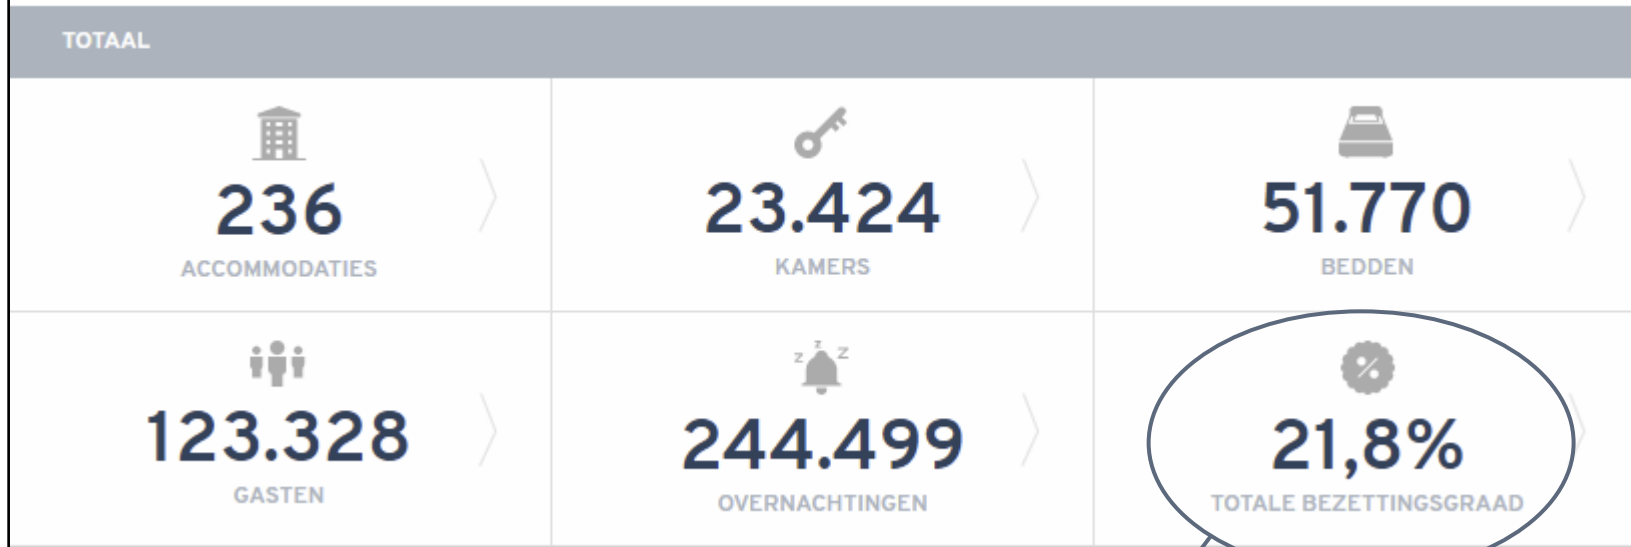 TOTAAL
236
ACCOMMODATIES
23.424
KAMERS
51.770
BEDDEN
123.328
GASTEN
z z Z
244.499
OVERNACHTINGEN
%
21,8%
TOTALE BEZETTINGSGRAAD